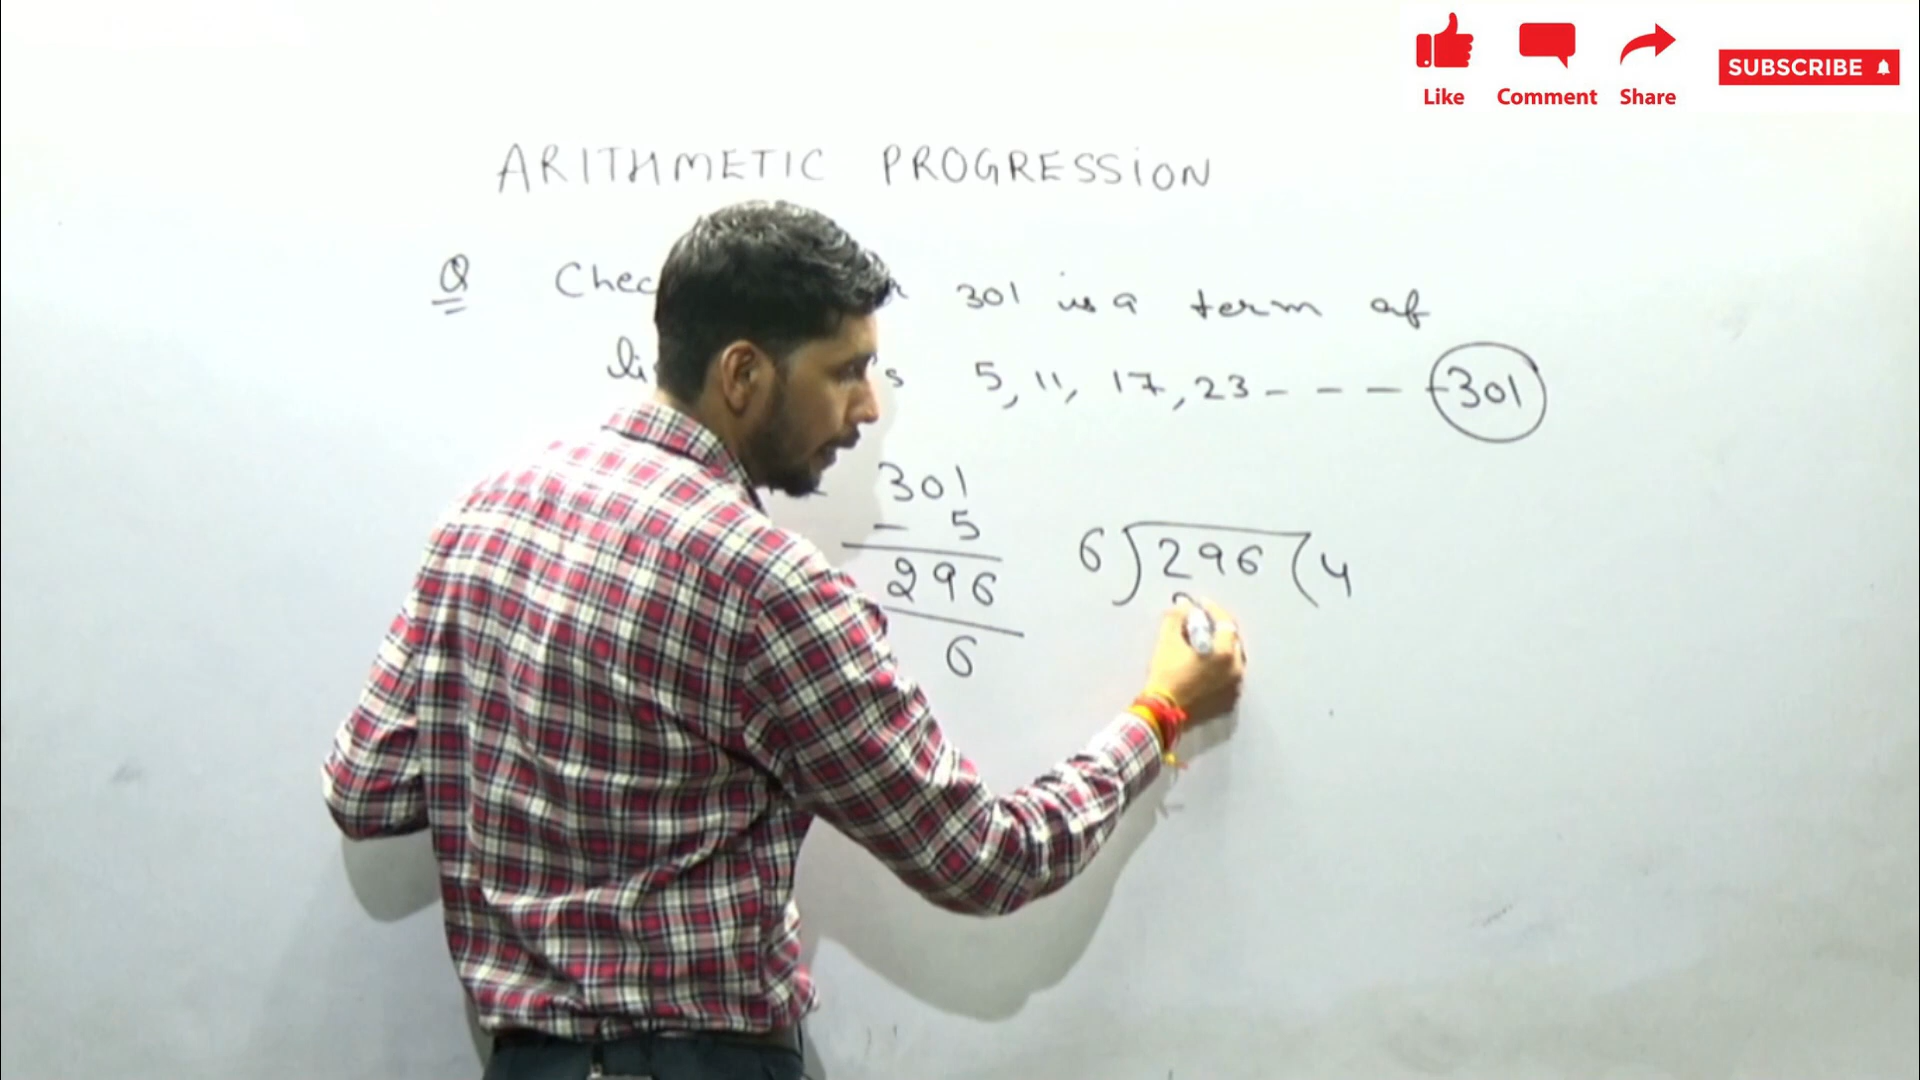 Like Comment Share SUBSCRIBE
ARITHMETIC PROGRESSION
Q Chec 301 is a term of
li s 5, 11, 17, 23 - - - - 301
301
- 5
296
6
6 ) 296 ( 4